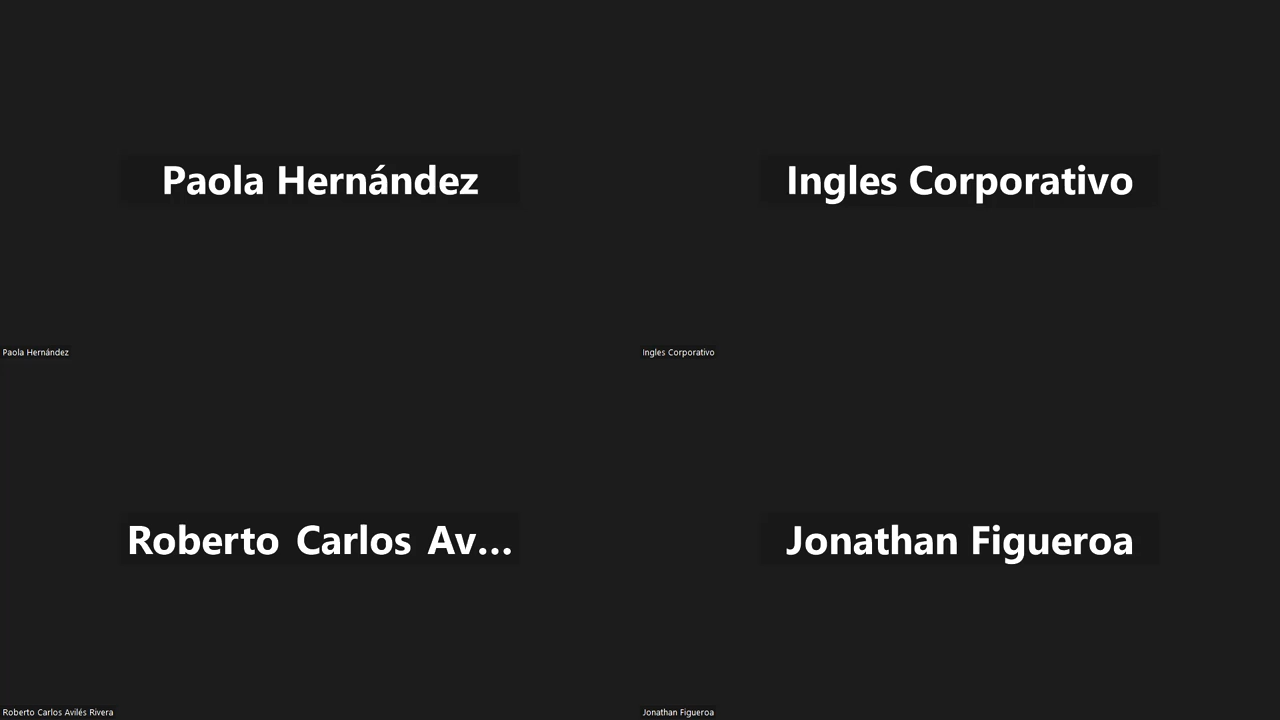 Paola Hernández
Ingles Corporativo
Paola Hernández
Ingles Corporativo
Roberto Carlos Av...
Jonathan Figueroa
Roberto Carlos Avilés Rivera
Jonathan Figueroa